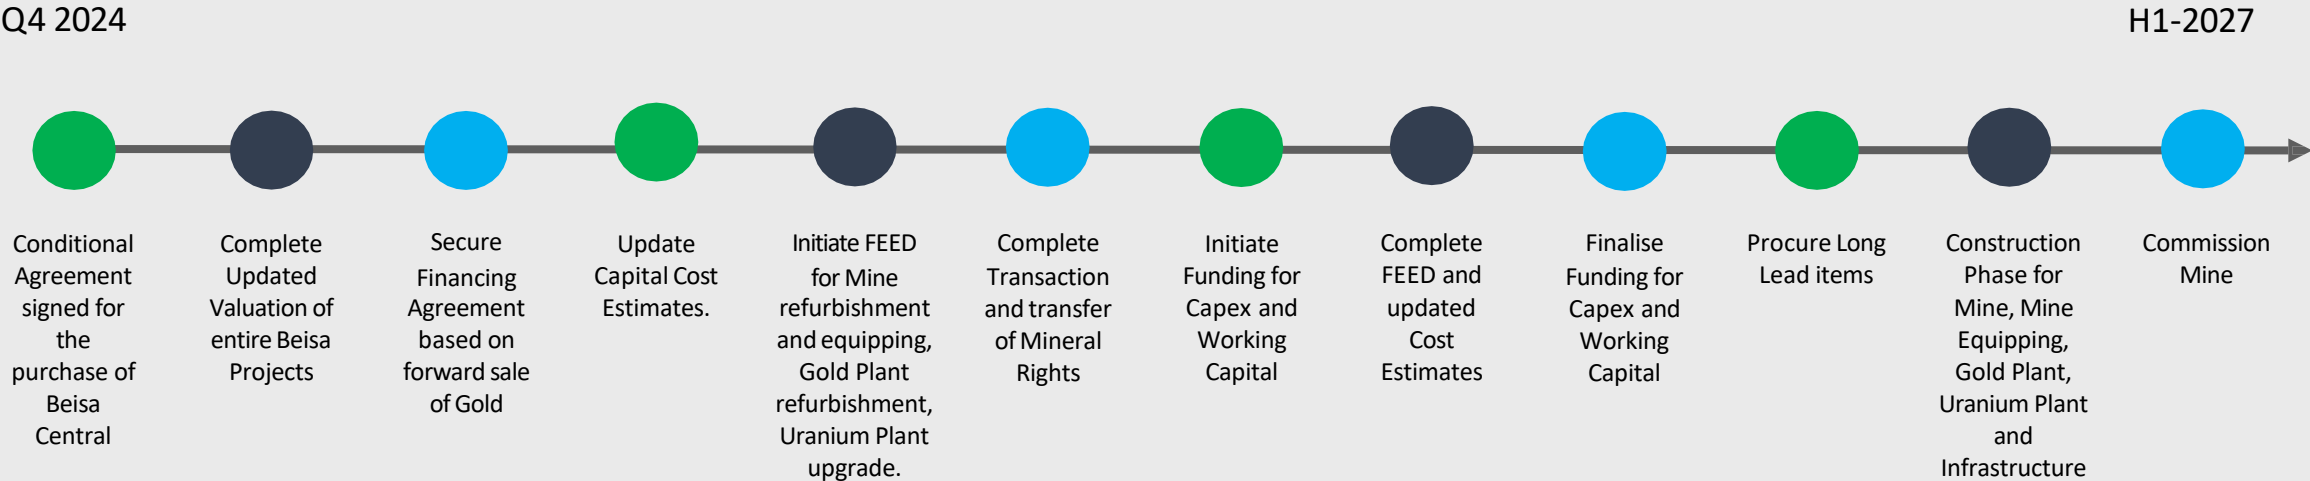 Q4 2024
H1-2027
Conditional
Agreement
signed for
the
purchase of
Beisa
Central
Complete
Updated
Valuation of
entire Beisa
Projects
Secure
Financing
Agreement
based on
forward sale
of Gold
Update
Capital Cost
Estimates.
Initiate FEED
for Mine
refurbishment
and equipping,
Gold Plant
refurbishment,
Uranium Plant
upgrade.
Complete
Transaction
and transfer
of Mineral
Rights
Initiate
Funding for
Capex and
Working
Capital
Complete
FEED and
updated
Cost
Estimates
Finalise
Funding for
Capex and
Working
Capital
Procure Long
Lead items
Construction
Phase for
Mine, Mine
Equipping,
Gold Plant,
Uranium Plant
and
Infrastructure
Commission
Mine